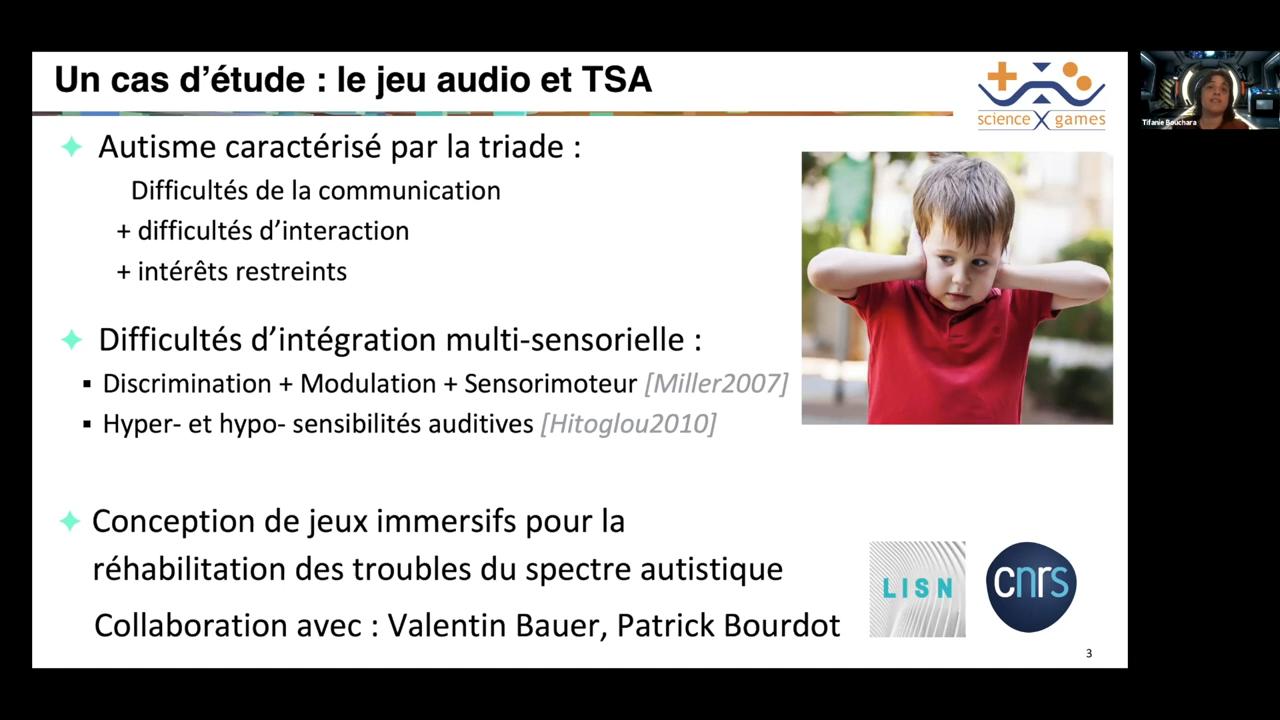 Un cas d’étude : le jeu audio et TSA
science X games
Tifanie Bouchara
✦ Autisme caractérisé par la triade :
Difficultés de la communication
+ difficultés d’interaction
+ intérêts restreints
✦ Difficultés d’intégration multi-sensorielle :
▪ Discrimination + Modulation + Sensorimoteur [Miller2007]
▪ Hyper- et hypo- sensibilités auditives [Hitoglou2010]
✦ Conception de jeux immersifs pour la
réhabilitation des troubles du spectre autistique
Collaboration avec : Valentin Bauer, Patrick Bourdot
LISN
cnrs
3